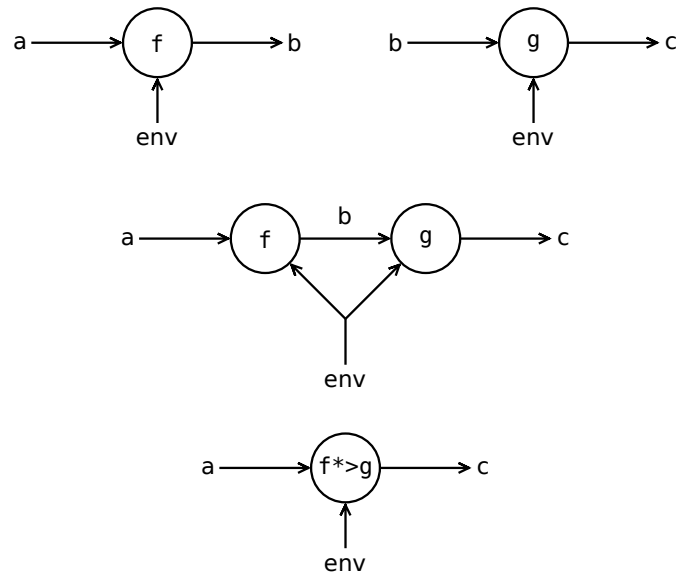 a f b b g c
env env
b
a f g c
env
a f*>g c
env